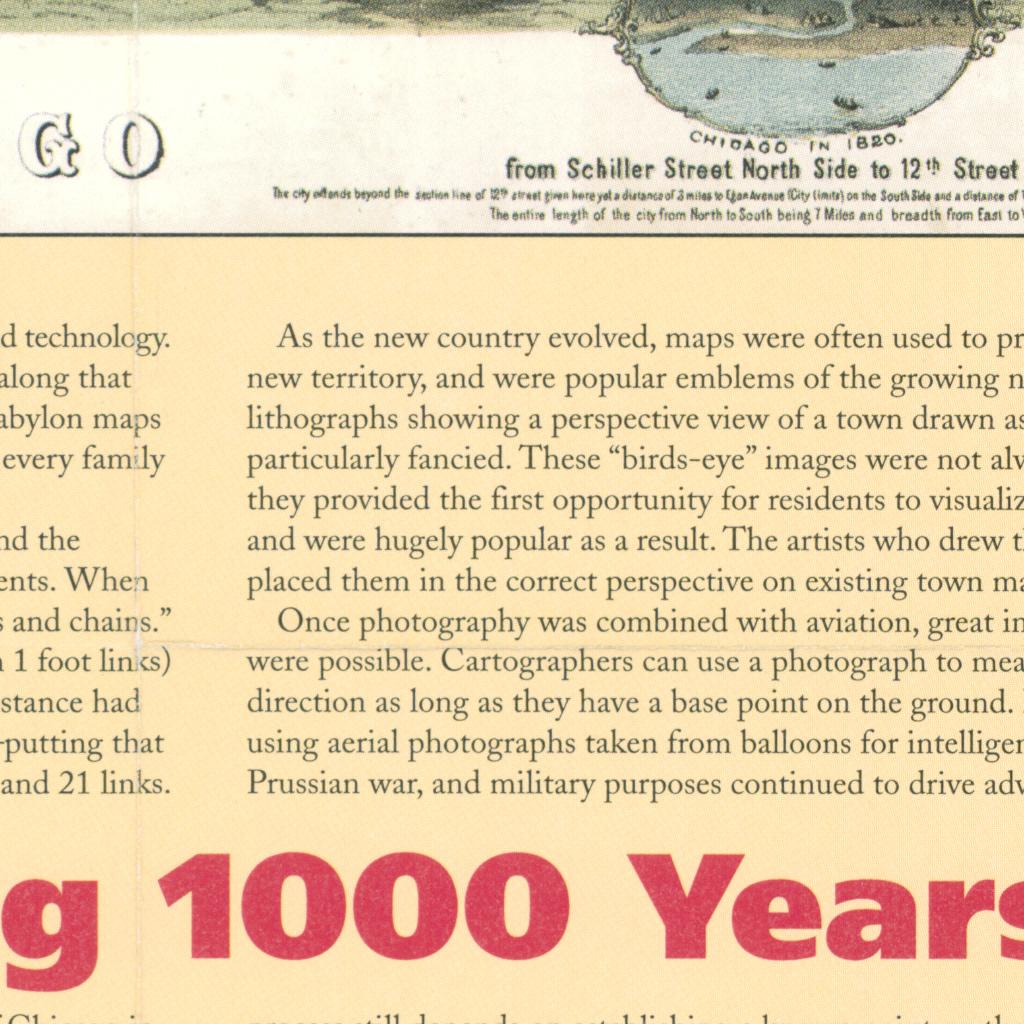 G O
CHICAGO IN 1820.
from Schiller Street North Side to 12th Street
The city extends beyond the section line of 12th street given here yet a distance of 3 miles to Egan Avenue (City limits) on the South Side and a distance of
The entire length of the city from North to South being 7 Miles and breadth from East to
d technology.
along that
abylon maps
every family
nd the
ents. When
s and chains.”
1 foot links)
stance had
-putting that
and 21 links.
As the new country evolved, maps were often used to pr
new territory, and were popular emblems of the growing n
lithographs showing a perspective view of a town drawn as
particularly fancied. These “birds-eye” images were not alw
they provided the first opportunity for residents to visualiz
and were hugely popular as a result. The artists who drew t
placed them in the correct perspective on existing town ma
Once photography was combined with aviation, great in
were possible. Cartographers can use a photograph to mea
direction as long as they have a base point on the ground.
using aerial photographs taken from balloons for intelligen
Prussian war, and military purposes continued to drive adv
g 1000 Years